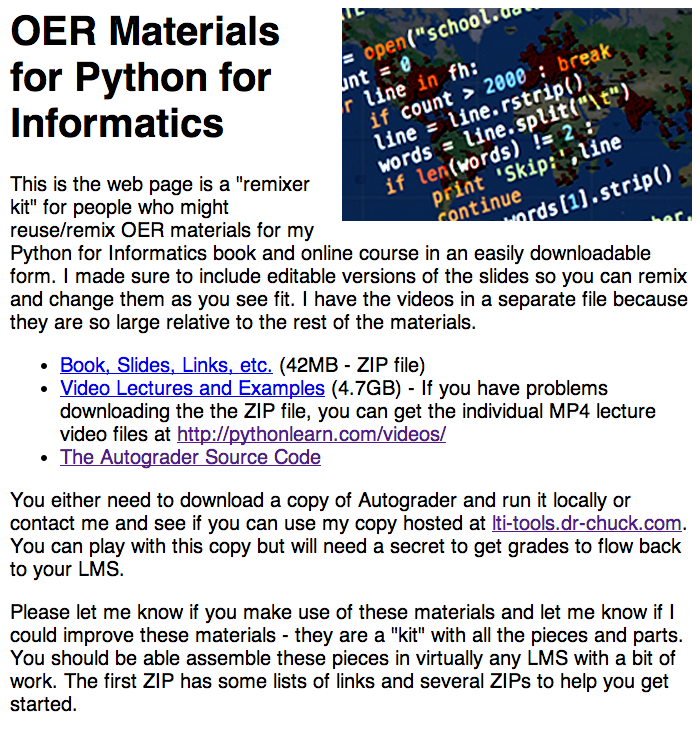 OER Materials
for Python for
Informatics
= open("school.dat
unt = 0
r line in fh:
if count > 2000 : break
line = line.rstrip()
words = line.split("\t")
if len(words) != 2 :
print 'Skip:',line
continue
words[1].strip()
This is the web page is a "remixer
kit" for people who might
reuse/remix OER materials for my
Python for Informatics book and online course in an easily downloadable
form. I made sure to include editable versions of the slides so you can remix
and change them as you see fit. I have the videos in a separate file because
they are so large relative to the rest of the materials.
• Book, Slides, Links, etc. (42MB - ZIP file)
• Video Lectures and Examples (4.7GB) - If you have problems
downloading the the ZIP file, you can get the individual MP4 lecture
video files at http://pythonlearn.com/videos/
• The Autograder Source Code
You either need to download a copy of Autograder and run it locally or
contact me and see if you can use my copy hosted at lti-tools.dr-chuck.com.
You can play with this copy but will need a secret to get grades to flow back
to your LMS.
Please let me know if you make use of these materials and let me know if I
could improve these materials - they are a "kit" with all the pieces and parts.
You should be able assemble these pieces in virtually any LMS with a bit of
work. The first ZIP has some lists of links and several ZIPs to help you get
started.